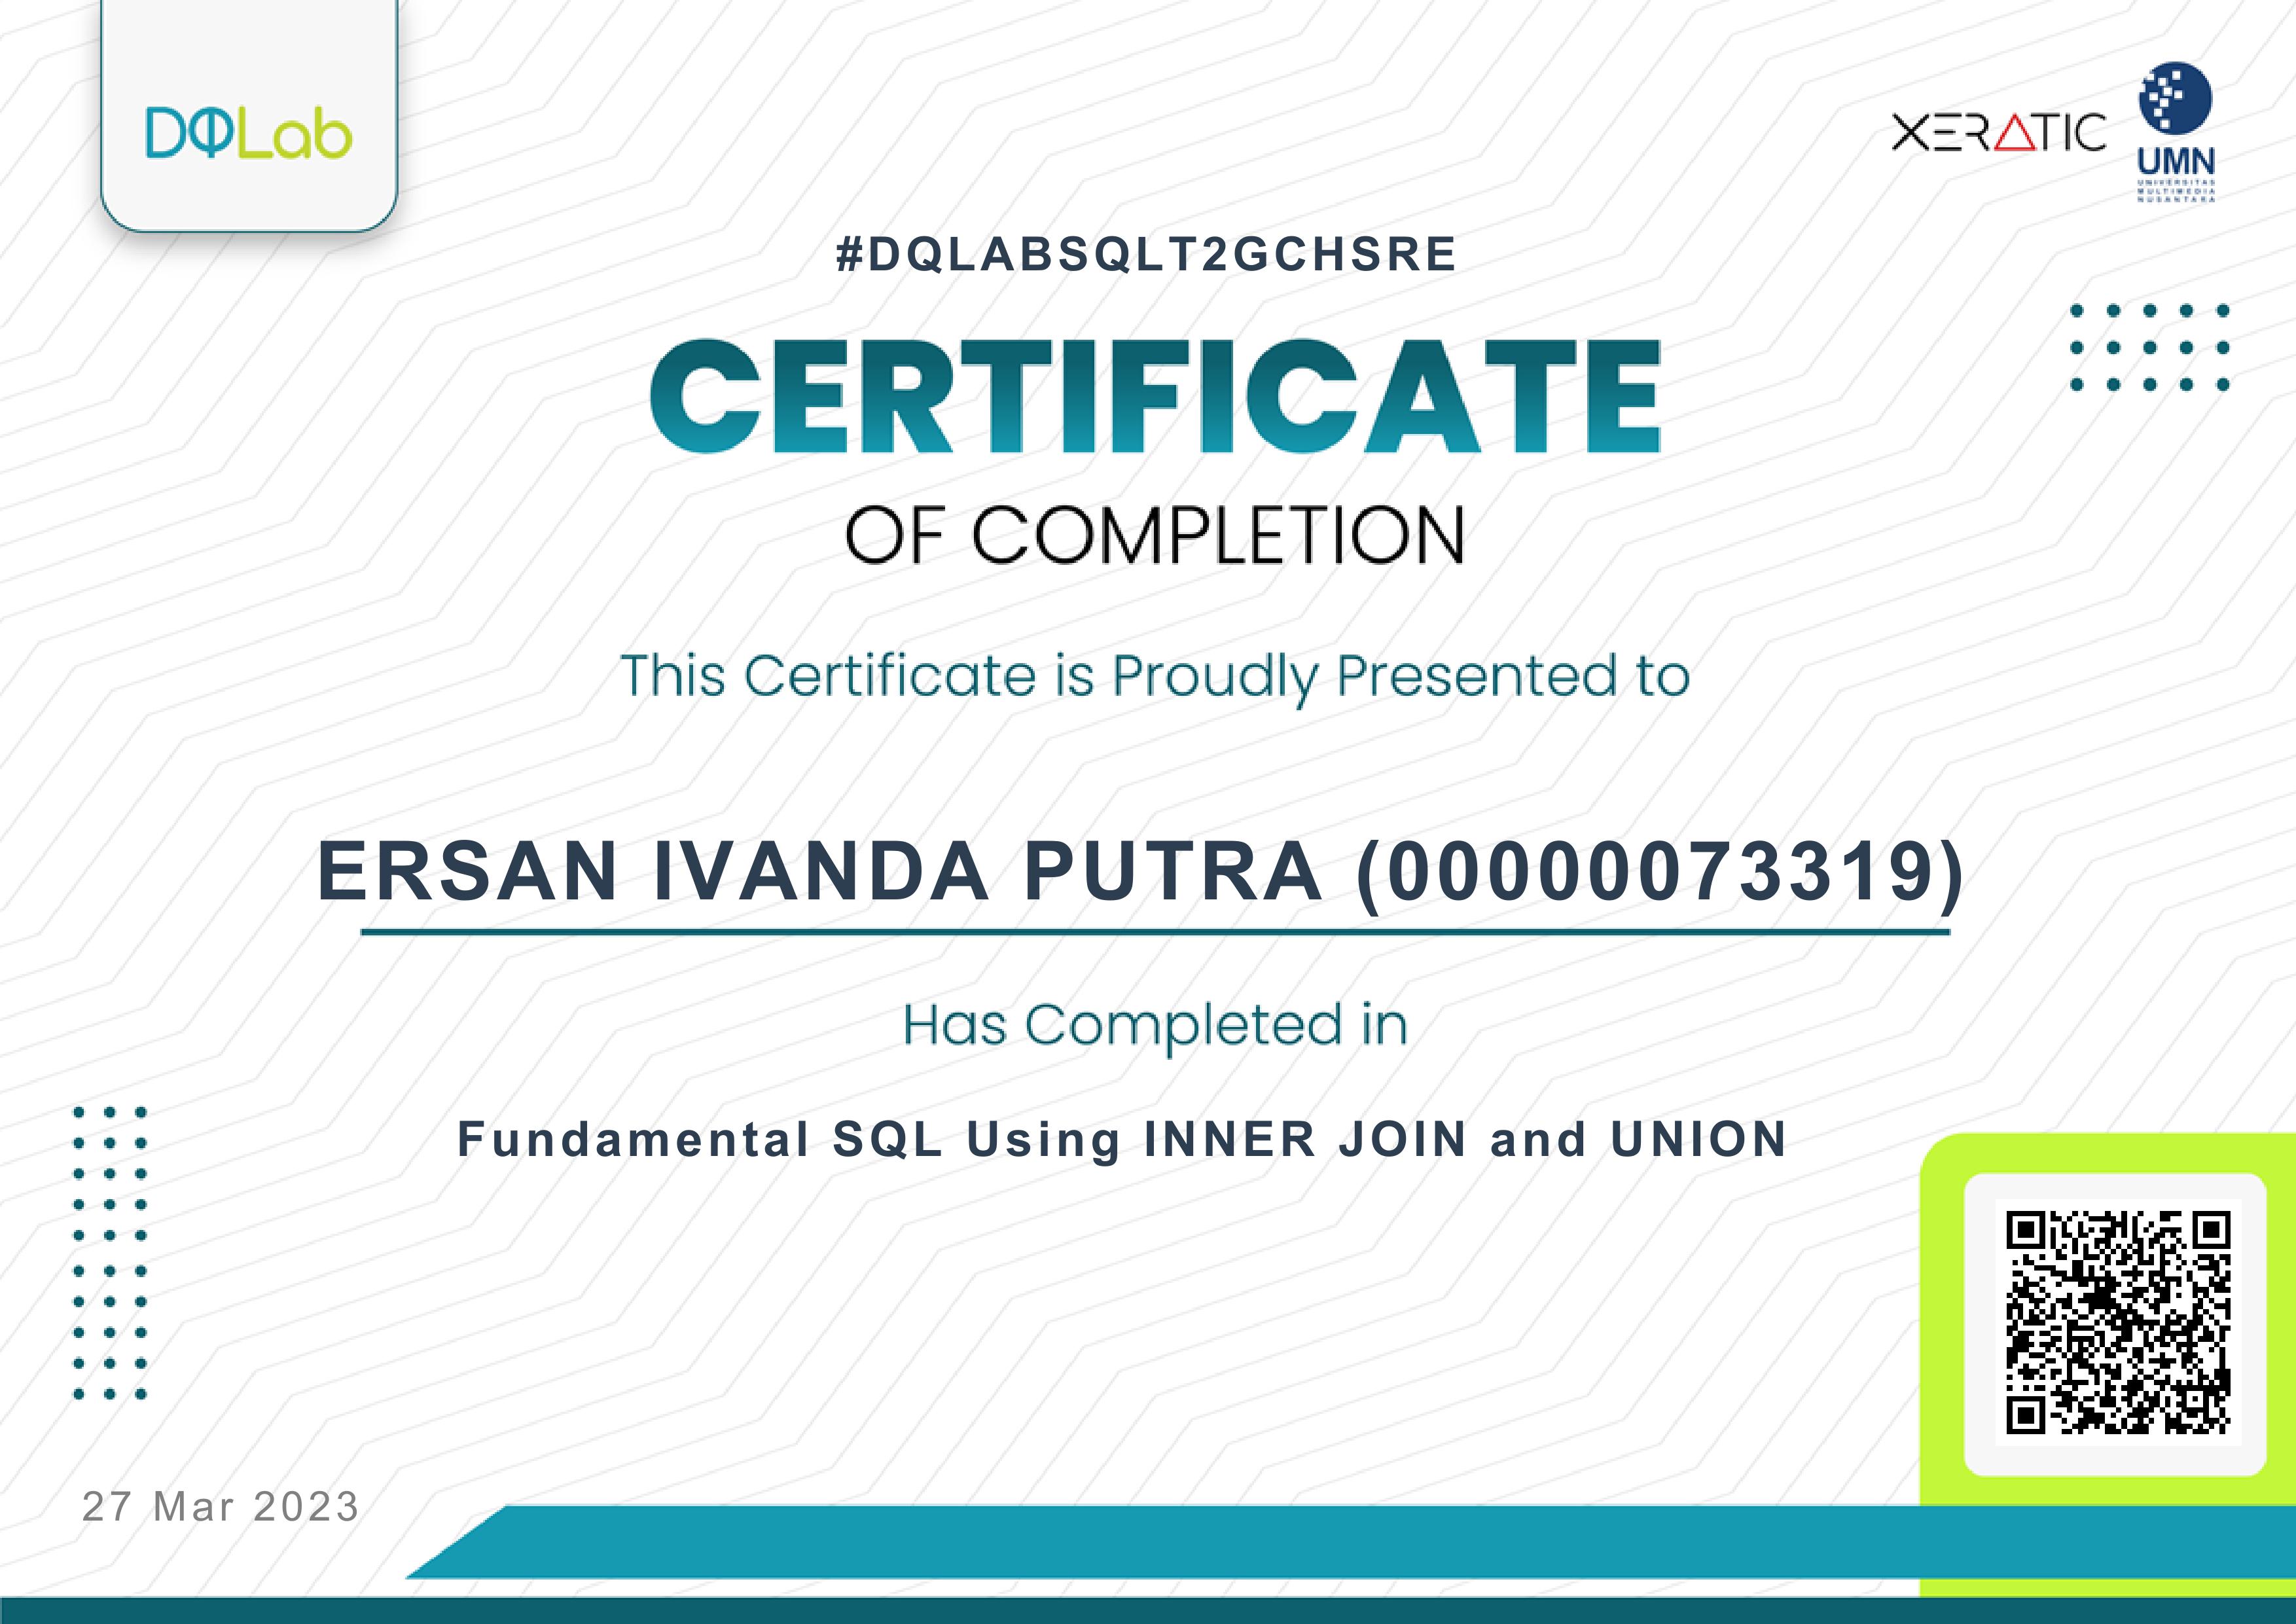 DQLab
XERATIC
UMN
UNIVERSITAS
MULTIMEDIA
NUSANTARA
#DQLABSQLT2GCHSRE
CERTIFICATE
OF COMPLETION
This Certificate is Proudly Presented to
ERSAN IVANDA PUTRA (00000073319)
Has Completed in
Fundamental SQL Using INNER JOIN and UNION
27 Mar 2023